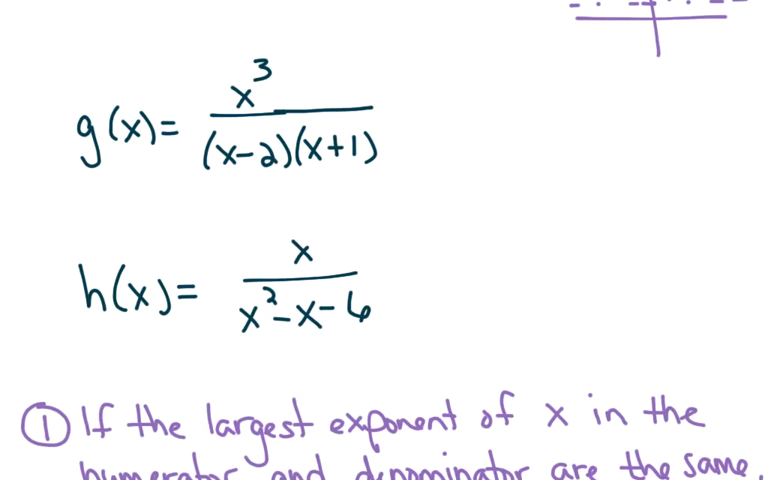 g(x)= x³
(x-2)(x+1)
h(x)= x
x²-x-6
① If the largest exponent of x in the
numerator and denominator are the same,